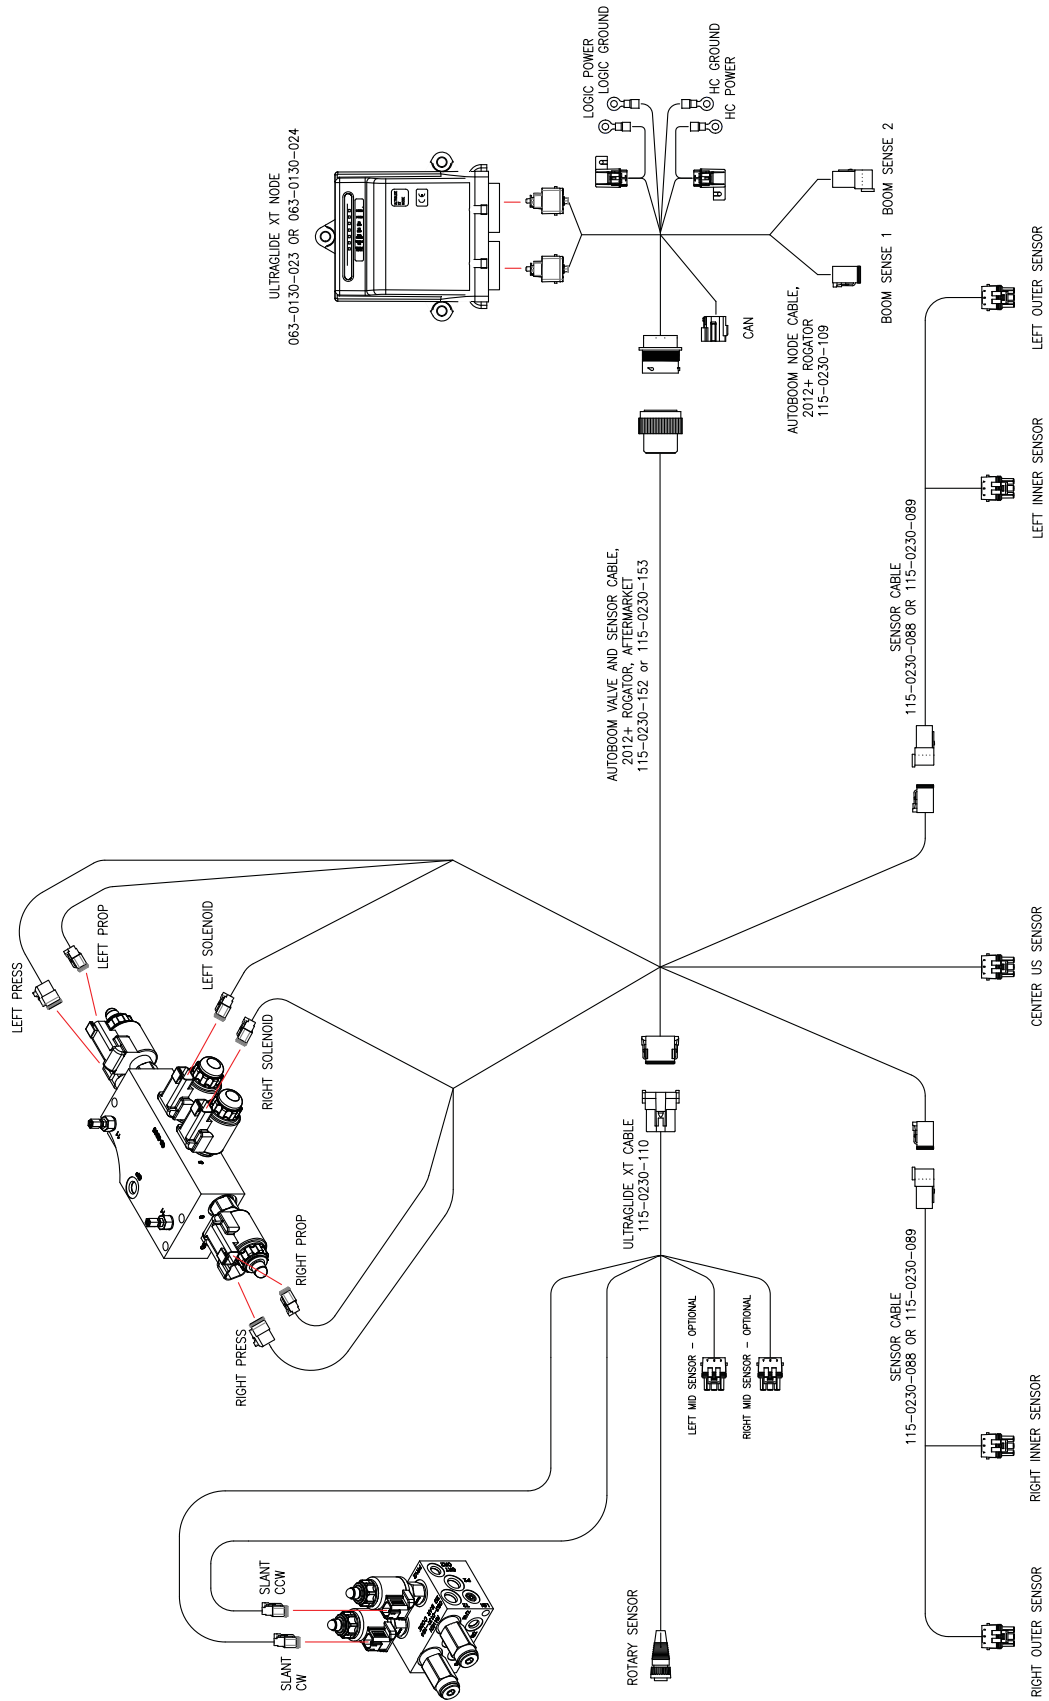 ULTRAGLIDE XT NODE
063-0130-023 OR 063-0130-024
LOGIC POWER
LOGIC GROUND
HC GROUND
HC POWER
BOOM SENSE 1
BOOM SENSE 2
CAN
AUTOBOOM NODE CABLE,
2012+ ROGATOR
115-0230-109
LEFT OUTER SENSOR
LEFT INNER SENSOR
SENSOR CABLE
115-0230-088 OR 115-0230-089
AUTOBOOM VALVE AND SENSOR CABLE,
2012+ ROGATOR, AFTERMARKET
115-0230-152 or 115-0230-153
LEFT PRESS
LEFT PROP
LEFT SOLENOID
RIGHT SOLENOID
RIGHT PROP
RIGHT PRESS
CENTER US SENSOR
ULTRAGLIDE XT CABLE
115-0230-110
LEFT MID SENSOR - OPTIONAL
RIGHT MID SENSOR - OPTIONAL
SENSOR CABLE
115-0230-088 OR 115-0230-089
SLANT
CCW
SLANT
CW
ROTARY SENSOR
RIGHT INNER SENSOR
RIGHT OUTER SENSOR